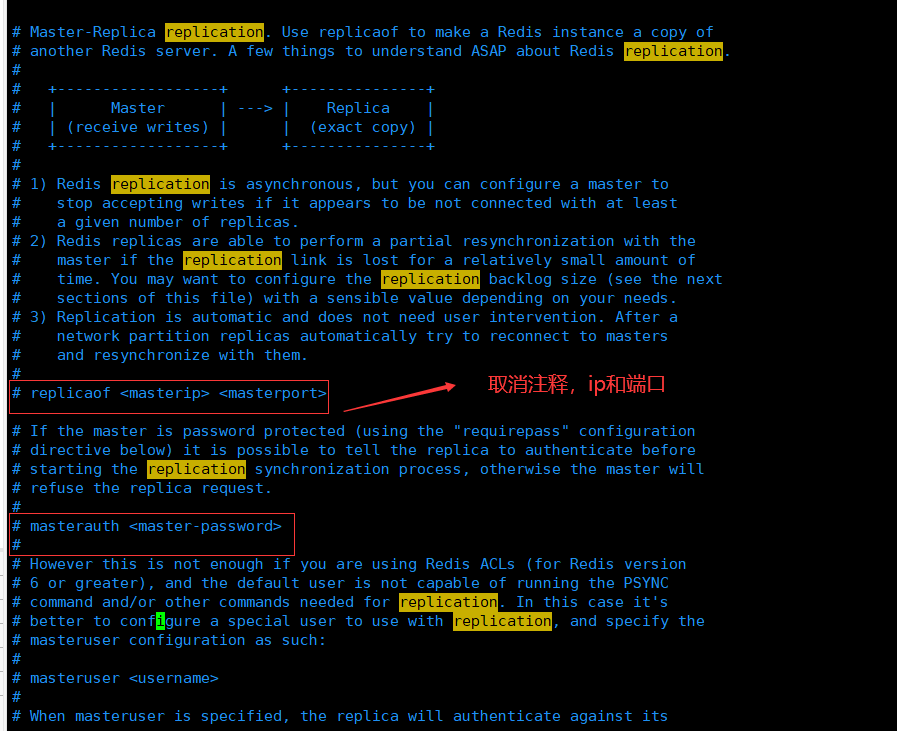 # Master-Replica replication. Use replicaof to make a Redis instance a copy of
# another Redis server. A few things to understand ASAP about Redis replication.
#
#   +------------------+      +---------------+
#   |      Master      | ---> |    Replica    |
#   | (receive writes) |      |  (exact copy) |
#   +------------------+      +---------------+
#
# 1) Redis replication is asynchronous, but you can configure a master to
#    stop accepting writes if it appears to be not connected with at least
#    a given number of replicas.
# 2) Redis replicas are able to perform a partial resynchronization with the
#    master if the replication link is lost for a relatively small amount of
#    time. You may want to configure the replication backlog size (see the next
#    sections of this file) with a sensible value depending on your needs.
# 3) Replication is automatic and does not need user intervention. After a
#    network partition replicas automatically try to reconnect to masters
#    and resynchronize with them.
#
# replicaof <masterip> <masterport>
取消注释，ip和端口
# If the master is password protected (using the "requirepass" configuration
# directive below) it is possible to tell the replica to authenticate before
# starting the replication synchronization process, otherwise the master will
# refuse the replica request.
#
# masterauth <master-password>
#
# However this is not enough if you are using Redis ACLs (for Redis version
# 6 or greater), and the default user is not capable of running the PSYNC
# command and/or other commands needed for replication. In this case it's
# better to configure a special user to use with replication, and specify the
# masteruser configuration as such:
#
# masteruser <username>
#
# When masteruser is specified, the replica will authenticate against its